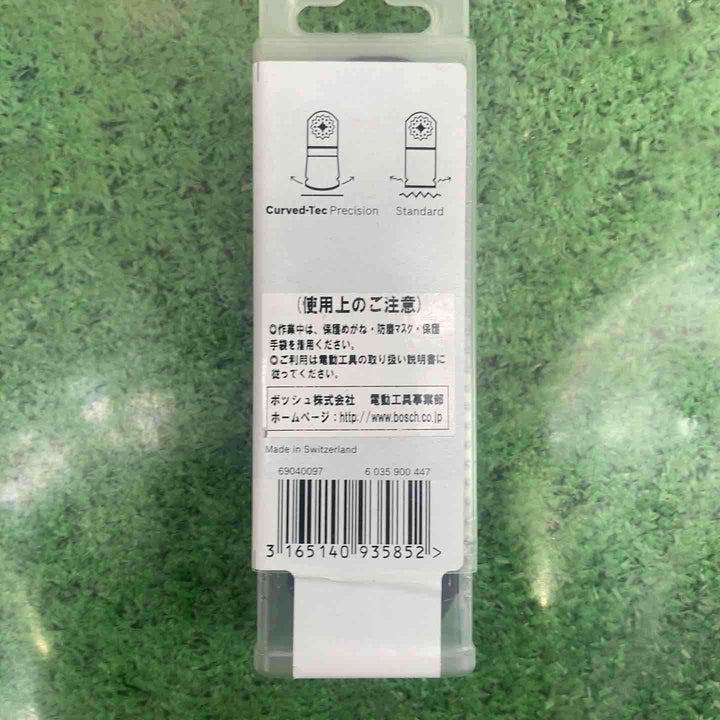 Curved-Tec Precision
Standard
(使用上のご注意)
○作業中は、保護めがね・防塵マスク・保護
手袋を着用ください。
○ご利用は電動工具の取り扱い説明書に
従ってください。
ボッシュ株式会社 電動工具事業部
ホームページ:http://www.bosch.co.jp
Made in Switzerland
69040097
6 035 900 447
3 165140 935852 >